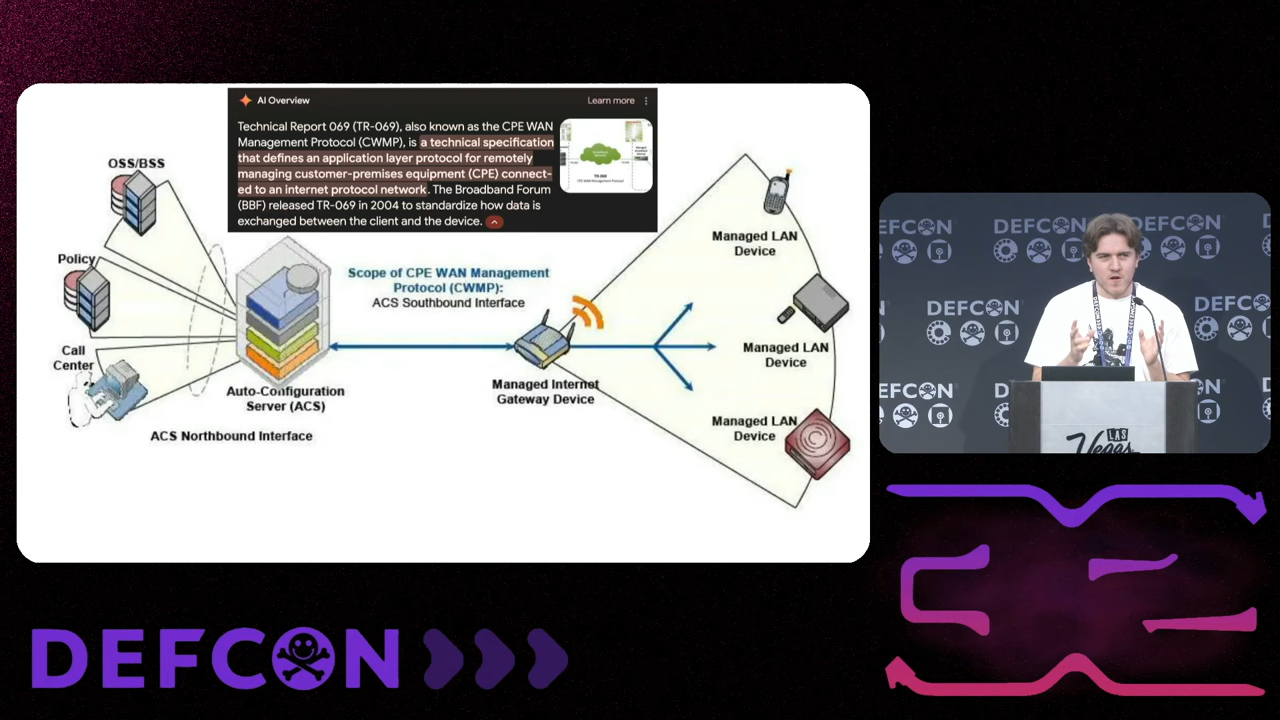 AI Overview
Learn more
Technical Report 069 (TR-069), also known as the CPE WAN
Management Protocol (CWMP), is a technical specification
that defines an application layer protocol for remotely
managing customer-premises equipment (CPE) connect-
ed to an internet protocol network. The Broadband Forum
(BBF) released TR-069 in 2004 to standardize how data is
exchanged between the client and the device.
OSS/BSS
Policy
Call
Center
Auto-Configuration
Server (ACS)
ACS Northbound Interface
Scope of CPE WAN Management
Protocol (CWMP):
ACS Southbound Interface
Managed Internet
Gateway Device
Managed LAN
Device
Managed LAN
Device
Managed LAN
Device
DEFCON
DEFCON
DEFCON
DEFCON
DEFCON
LAS
Vegas
DEFCON